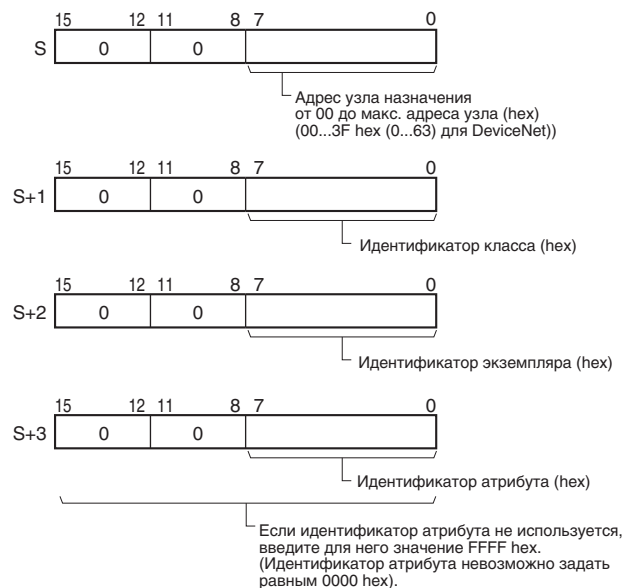 15 12 11 8 7 0
S 0 0
Адрес узла назначения
от 00 до макс. адреса узла (hex)
(00...3F hex (0...63) для DeviceNet))
15 12 11 8 7 0
S+1 0 0
Идентификатор класса (hex)
15 12 11 8 7 0
S+2 0 0
Идентификатор экземпляра (hex)
15 12 11 8 7 0
S+3 0 0
Идентификатор атрибута (hex)
Если идентификатор атрибута не используется,
введите для него значение FFFF hex.
(Идентификатор атрибута невозможно задать
равным 0000 hex).